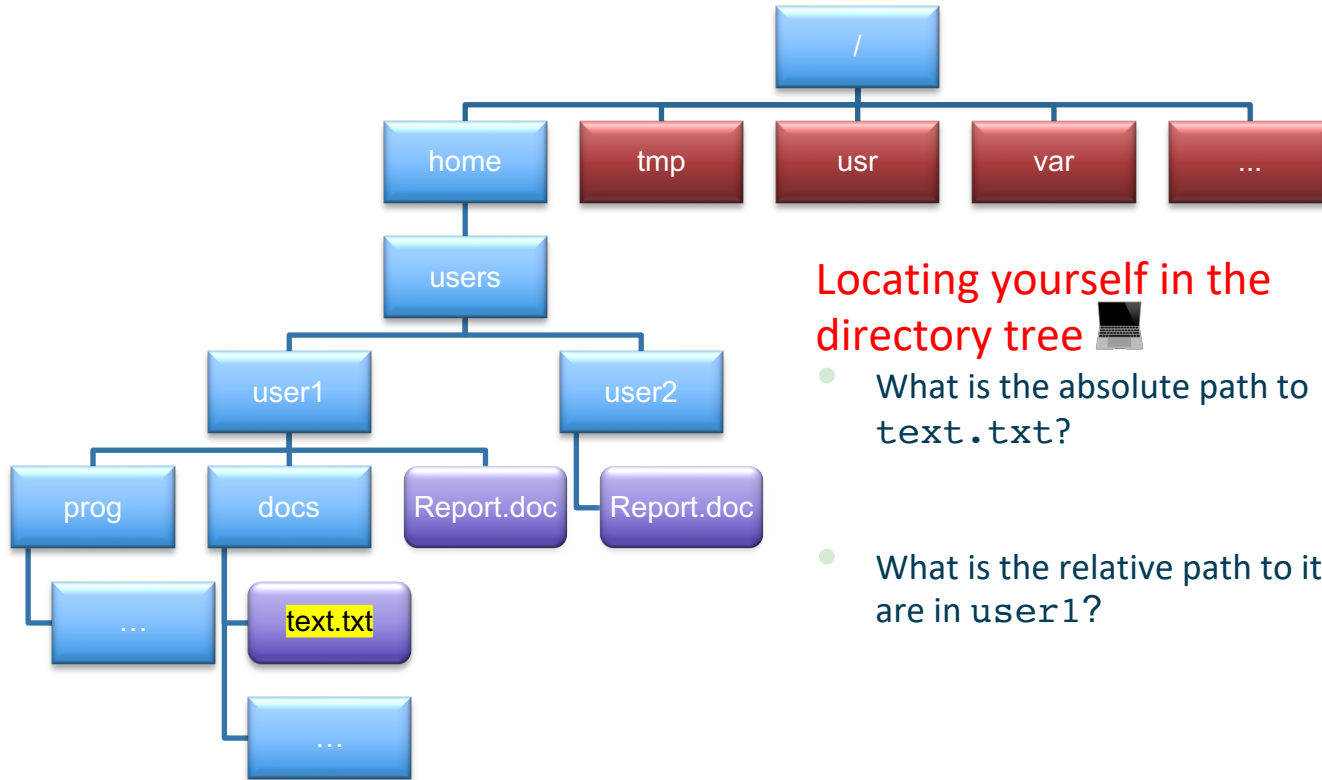 /
home
tmp
usr
var
...
users
Locating yourself in the
directory tree
user1
user2
• What is the absolute path to
text.txt?
prog
docs
Report.doc
Report.doc
• What is the relative path to it
are in user1?
...
text.txt
...